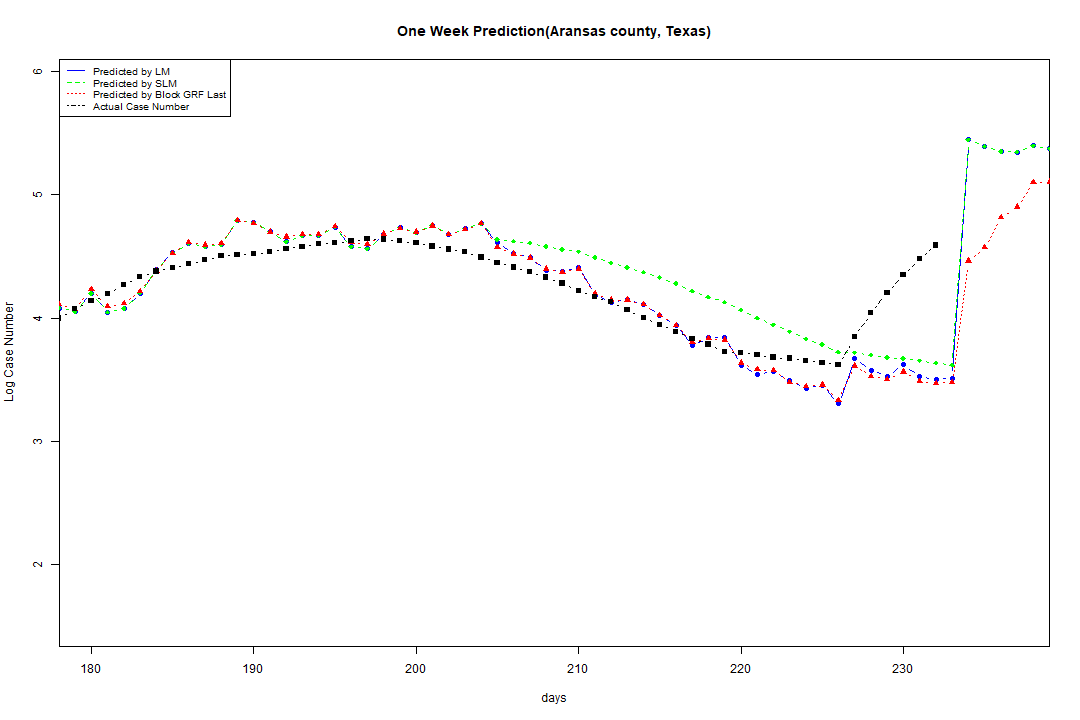 One Week Prediction(Aransas county, Texas)
Predicted by LM
Predicted by SLM
Predicted by Block GRF Last
Actual Case Number
6
5
4
3
2
Log Case Number
180 190 200 210 220 230
days